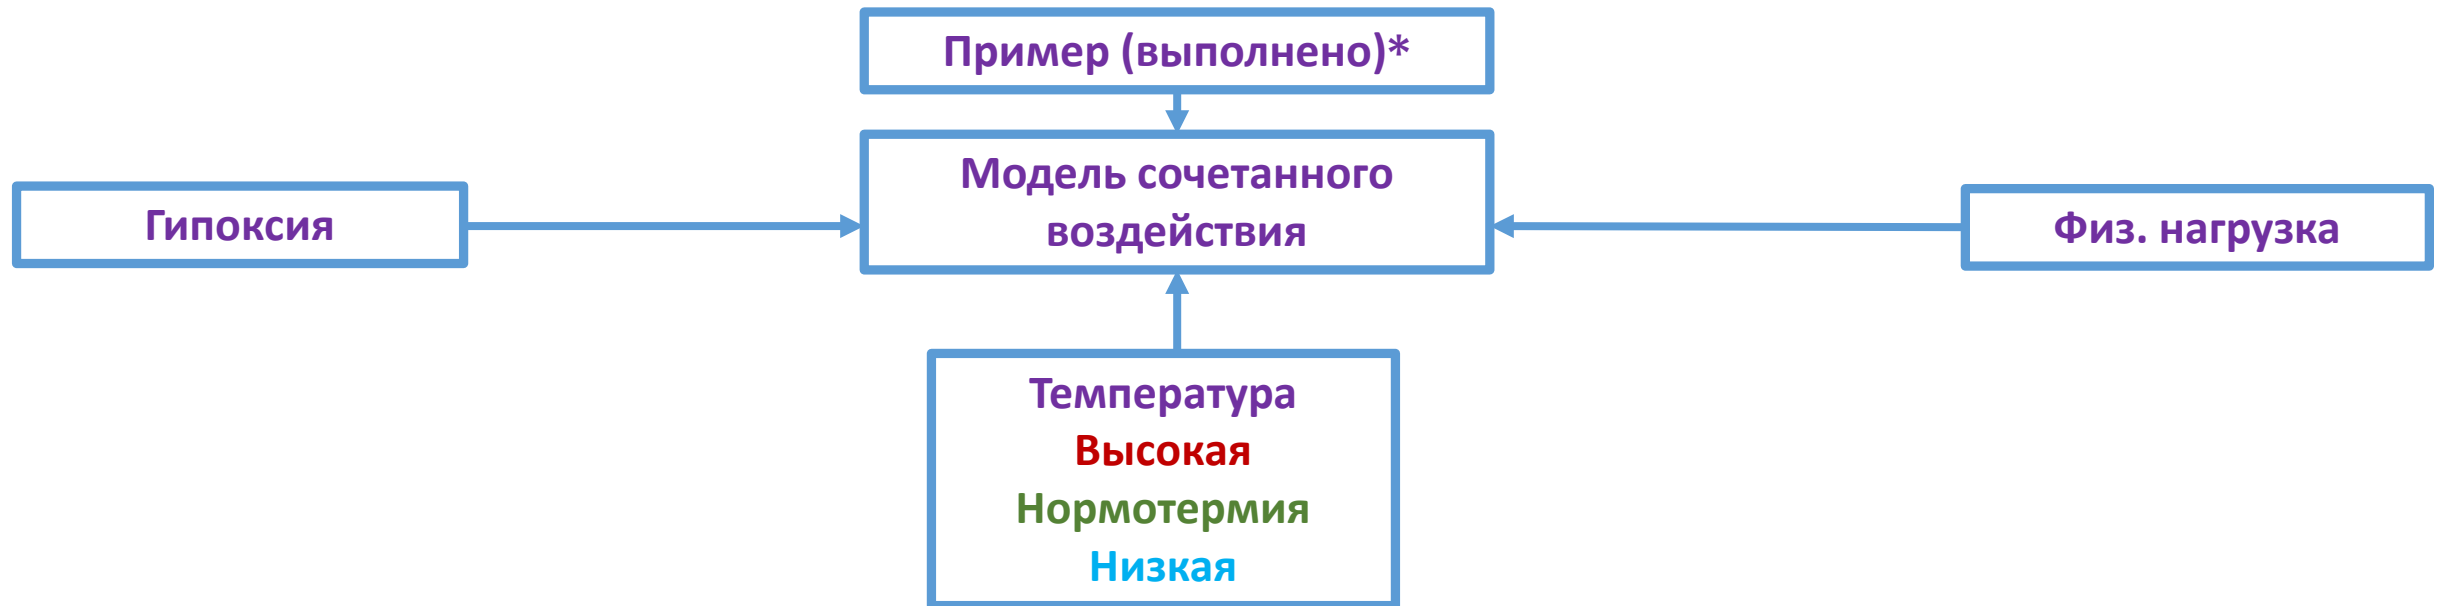 Пример (выполнено)*
Модель сочетанного
воздействия
Гипоксия
Физ. нагрузка
Температура
Высокая
Нормотермия
Низкая